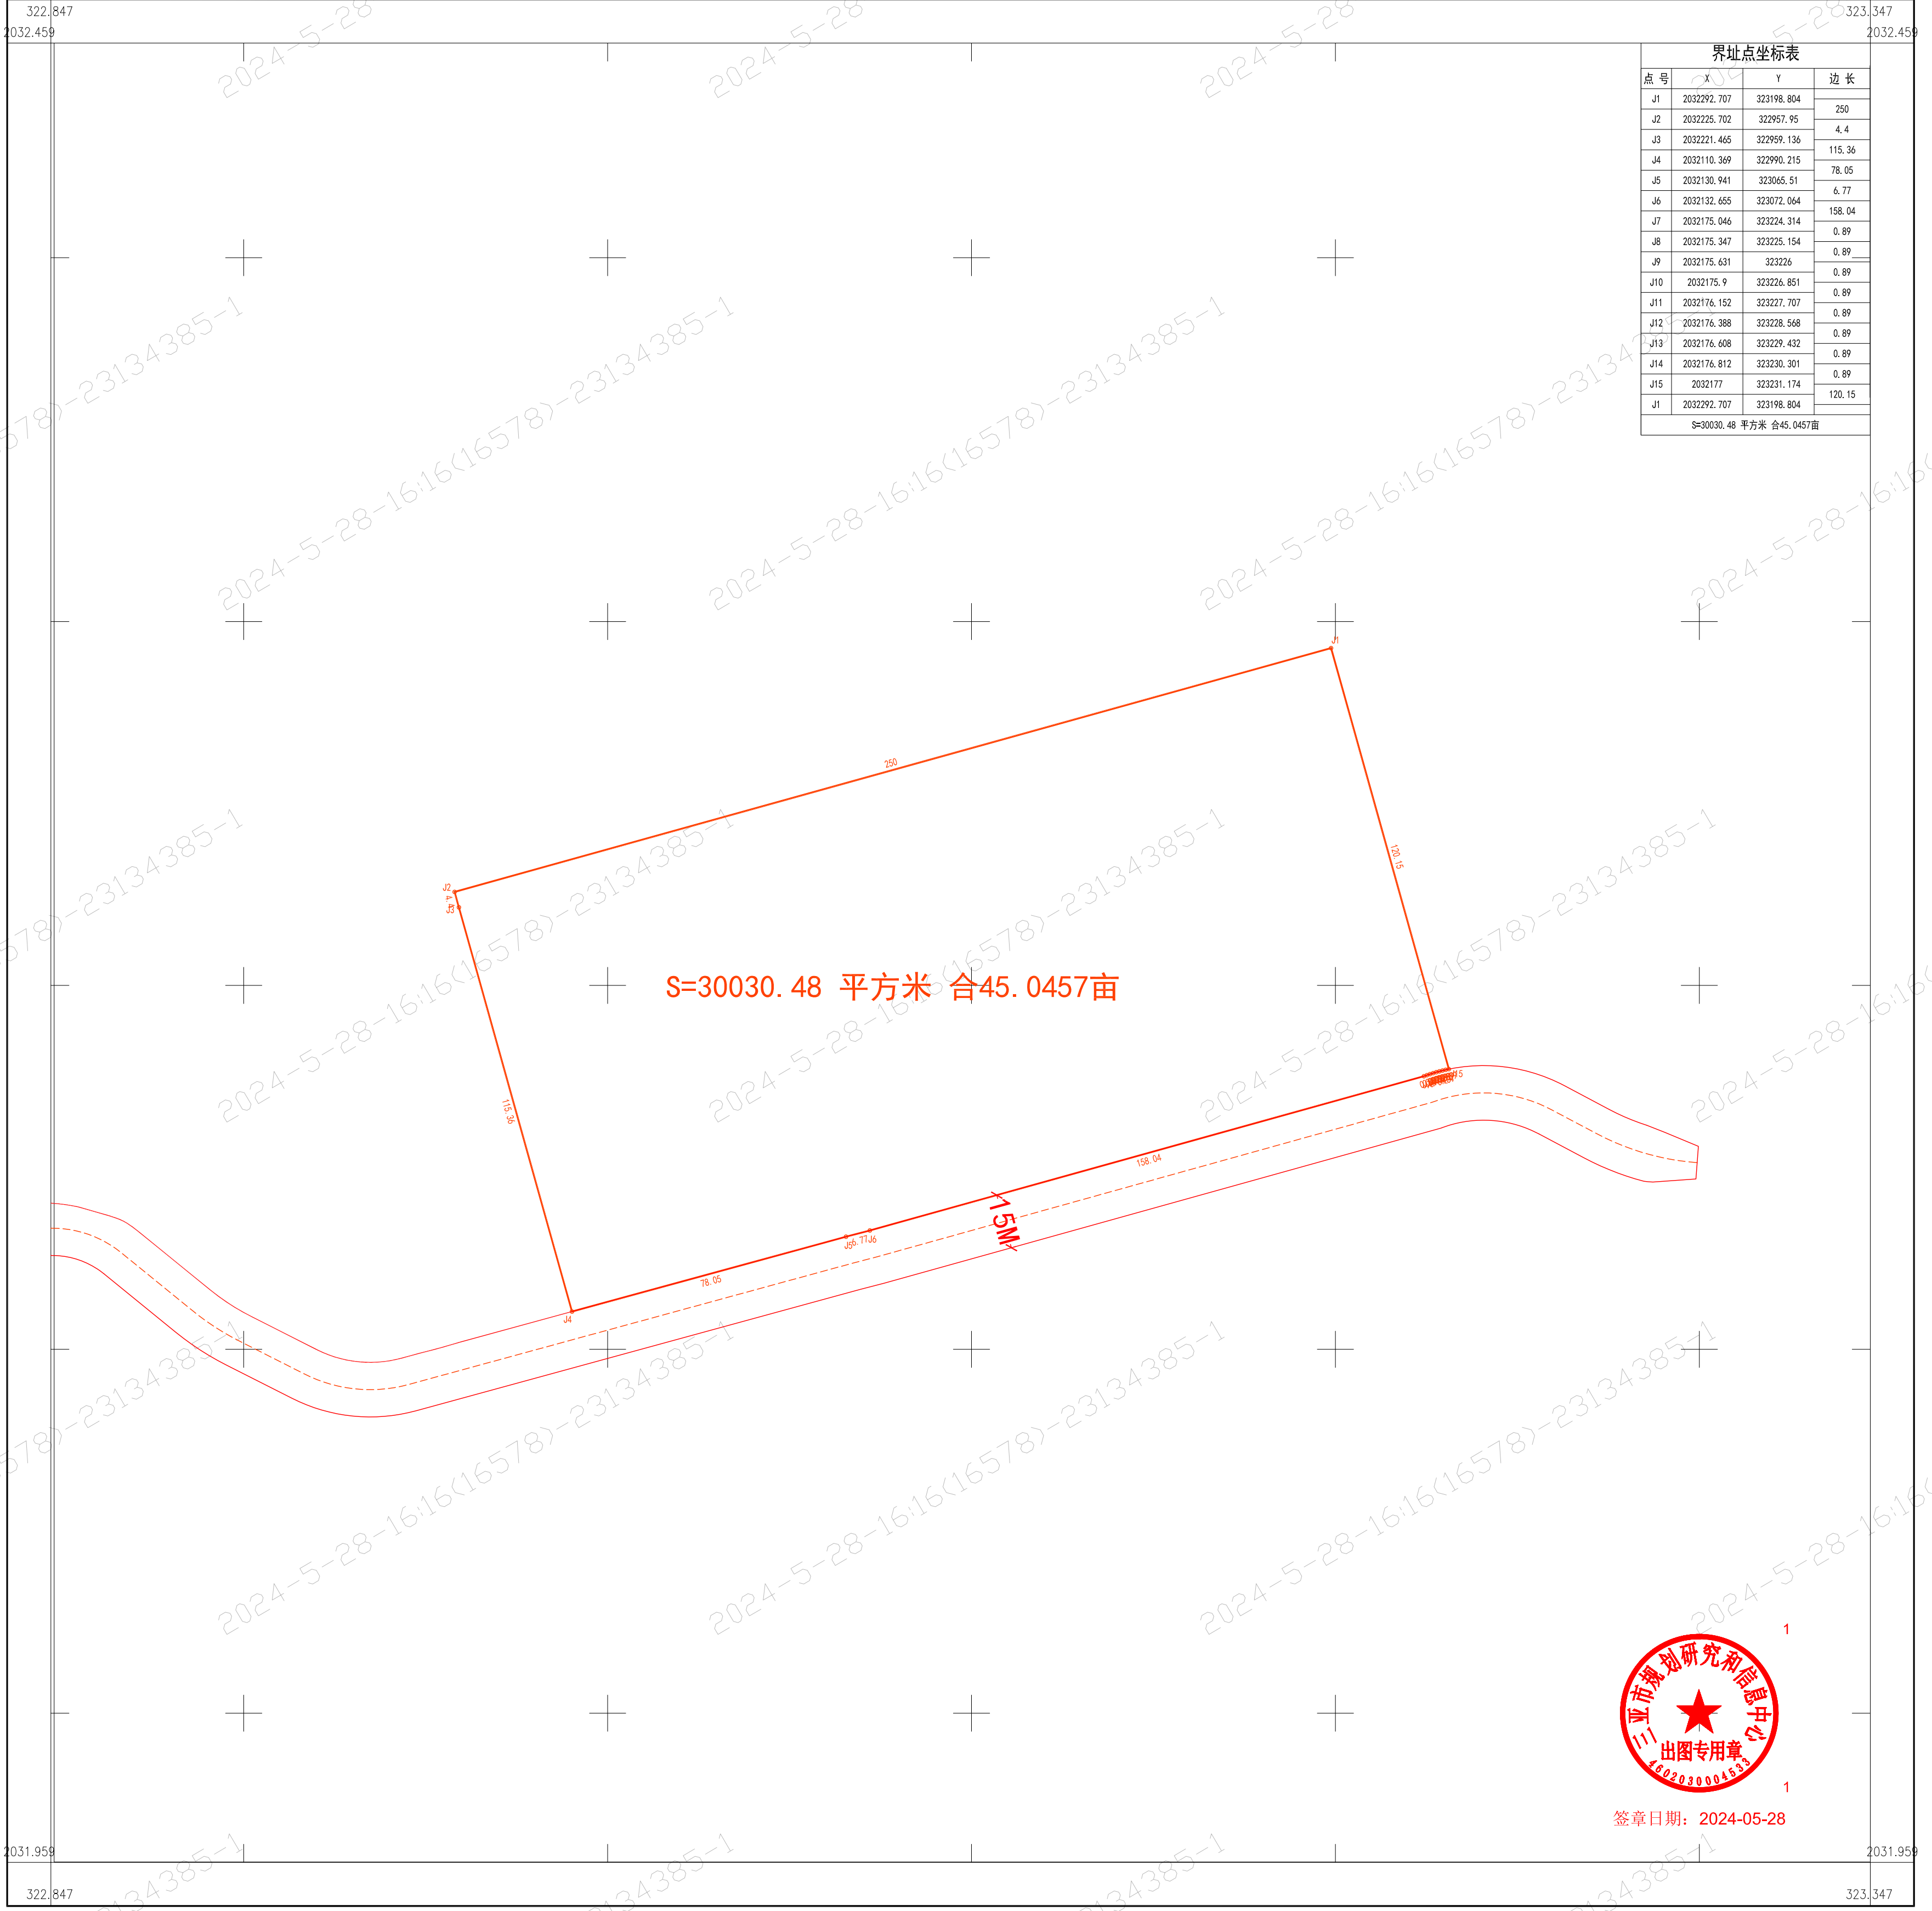 322.847
323.347
2032.459
2032.459
界址点坐标表
点 号 X Y 边 长
J1 2032292.707 323198.804
250
J2 2032225.702 322957.95
4.4
J3 2032221.465 322959.136
115.36
J4 2032110.369 322990.215
78.05
J5 2032130.941 323065.51
6.77
J6 2032132.655 323072.064
158.04
J7 2032175.046 323224.314
0.89
J8 2032175.347 323225.154
0.89
J9 2032175.631 323226
0.89
J10 2032175.9 323226.851
0.89
J11 2032176.152 323227.707
0.89
J12 2032176.388 323228.568
0.89
J13 2032176.608 323229.432
0.89
J14 2032176.812 323230.301
0.89
J15 2032177 323231.174
120.15
J1 2032292.707 323198.804
S=30030.48 平方米 合45.0457亩
2024-5-28-16:16(16578)-23134385-1
J1
250
120.15
J2
4.4
J3
S=30030.48 平方米 合45.0457亩
115.36
158.04
15M
J5
6.77
J6
78.05
J4
三亚市规划研究和信息中心
出图专用章
4602030004533
1
1
签章日期：2024-05-28
2031.959
2031.959
322.847
323.347